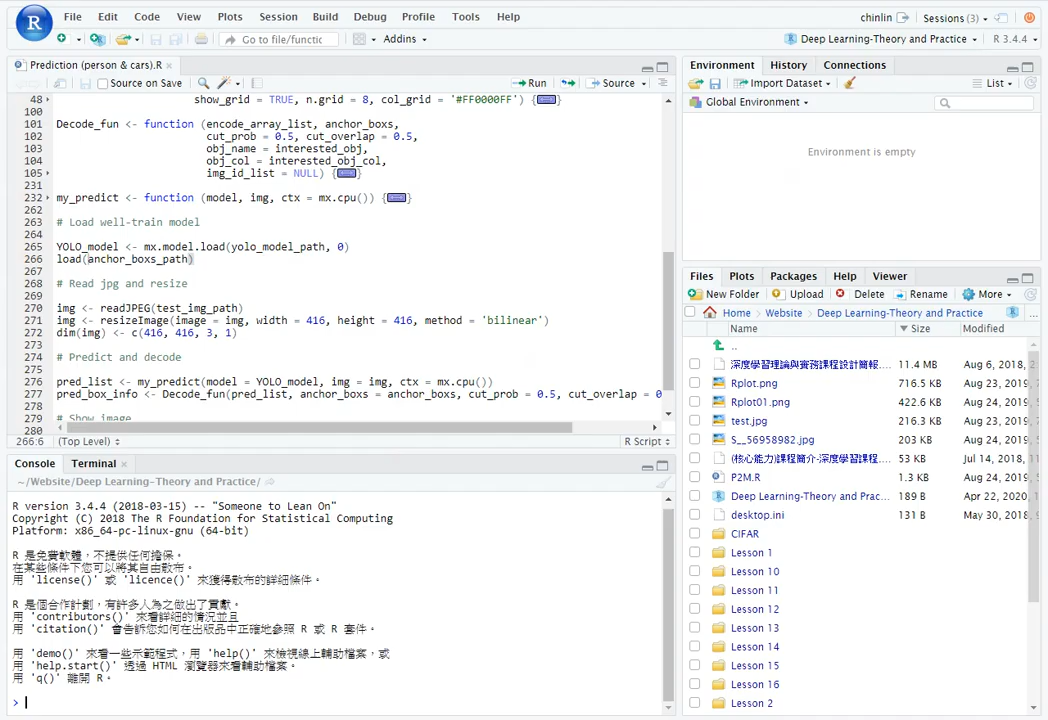 File Edit Code View Plots Session Build Debug Profile Tools Help
chinlin Sessions (3)
Go to file/functic Addins
Deep Learning-Theory and Practice R 3.4.4
Prediction (person & cars).R
Source on Save Run Source
48 show_grid = TRUE, n.grid = 8, col_grid = '#FF0000FF') {
100
101 Decode_fun <- function (encode_array_list, anchor_boxs,
102 cut_prob = 0.5, cut_overlap = 0.5,
103 obj_name = interested_obj,
104 obj_col = interested_obj_col,
105 img_id_list = NULL) {
231
232 my_predict <- function (model, img, ctx = mx.cpu()) {
262
263 # Load well-train model
264
265 YOLO_model <- mx.model.load(yolo_model_path, 0)
266 load(anchor_boxs_path)
267
268 # Read jpg and resize
269
270 img <- readJPEG(test_img_path)
271 img <- resizeImage(image = img, width = 416, height = 416, method = 'bilinear')
272 dim(img) <- c(416, 416, 3, 1)
273
274 # Predict and decode
275
276 pred_list <- my_predict(model = YOLO_model, img = img, ctx = mx.cpu())
277 pred_box_info <- Decode_fun(pred_list, anchor_boxs = anchor_boxs, cut_prob = 0.5, cut_overlap = 0
278
279 # Show image
280
266:6 (Top Level) R Script
Console Terminal
~/Website/Deep Learning-Theory and Practice/
R version 3.4.4 (2018-03-15) -- "Someone to Lean On"
Copyright (C) 2018 The R Foundation for Statistical Computing
Platform: x86_64-pc-linux-gnu (64-bit)
R 是免費軟體，不提供任何擔保。
在某些條件下您可以將其自由散布。
用 'license()' 或 'licence()' 來獲得散布的詳細條件。
R 是個合作計劃，有許多人為之做出了貢獻。
用 'contributors()' 來看詳細的情況並且
用 'citation()' 會告訴您如何在出版品中正確地參照 R 或 R 套件。
用 'demo()' 來看一些示範程式，用 'help()' 來檢視線上輔助檔案，或
用 'help.start()' 透過 HTML 瀏覽器來看輔助檔案。
用 'q()' 離開 R。
>
Environment History Connections
Import Dataset List
Global Environment
Environment is empty
Files Plots Packages Help Viewer
New Folder Upload Delete Rename More
Home Website Deep Learning-Theory and Practice ...
Name Size Modified
..
深度學習理論與實務課程設計簡報.... 11.4 MB Aug 6, 2018, 2
Rplot.png 716.5 KB Aug 23, 2019,
Rplot01.png 422.6 KB Aug 24, 2019,
test.jpg 216.3 KB Aug 23, 2019,
S__56958982.jpg 203 KB Aug 24, 2019,
(核心能力)課程簡介-深度學習課程.... 53 KB Jul 14, 2018,
P2M.R 1.3 KB Aug 24, 2019,
Deep Learning-Theory and Prac... 189 B Apr 22, 2020,
desktop.ini 131 B May 30, 2018,
CIFAR
Lesson 1
Lesson 10
Lesson 11
Lesson 12
Lesson 13
Lesson 14
Lesson 15
Lesson 16
Lesson 2